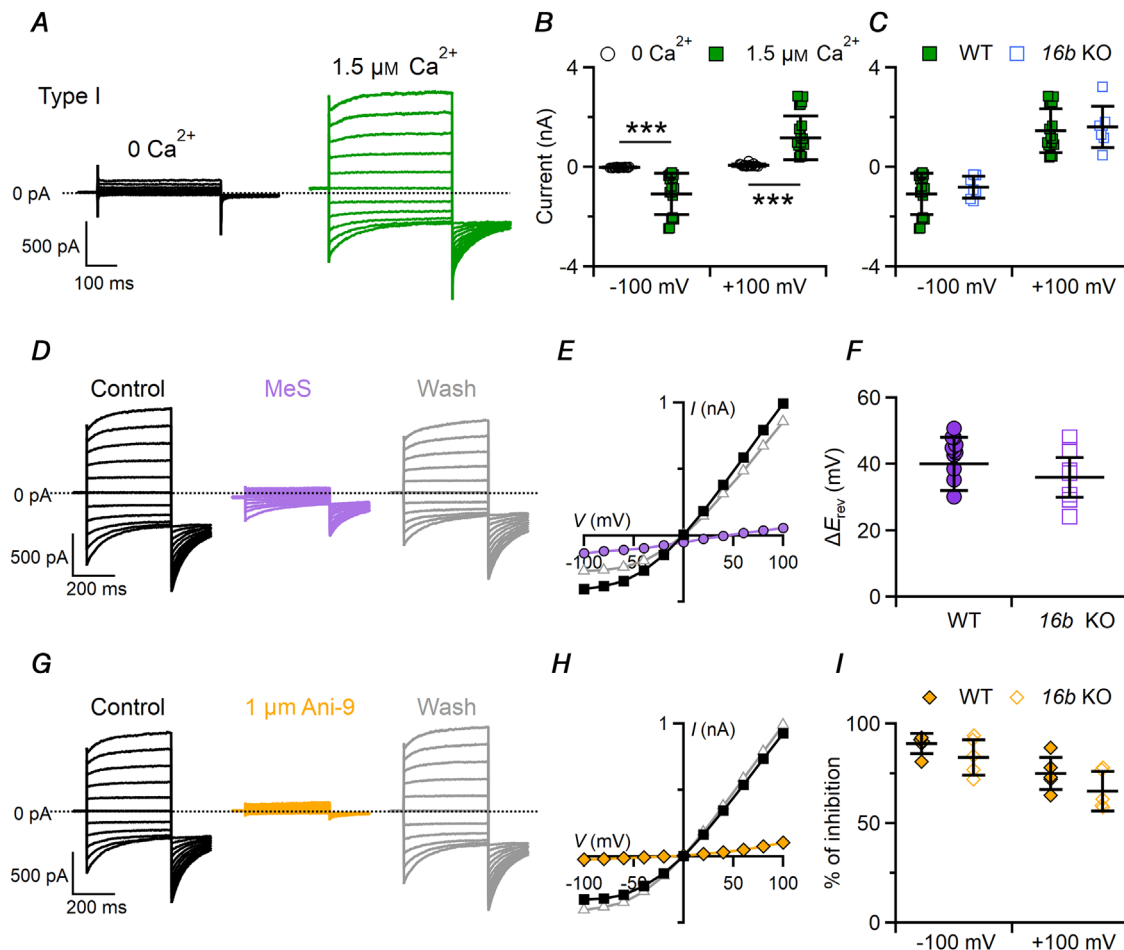 A
Type I
0 Ca2+
1.5 μM Ca2+
0 pA
500 pA
100 ms
B
0 Ca2+
1.5 μM Ca2+
Current (nA)
4
0
-4
***
***
-100 mV
+100 mV
C
WT
16b KO
4
0
-4
-100 mV
+100 mV
D
Control
MeS
Wash
0 pA
500 pA
200 ms
E
1
I (nA)
V (mV)
-100
-50
50
100
F
ΔErev (mV)
60
40
20
0
WT
16b KO
G
Control
1 μm Ani-9
Wash
0 pA
500 pA
200 ms
H
1
I (nA)
V (mV)
-100
-50
50
100
I
WT
16b KO
% of inhibition
100
50
0
-100 mV
+100 mV